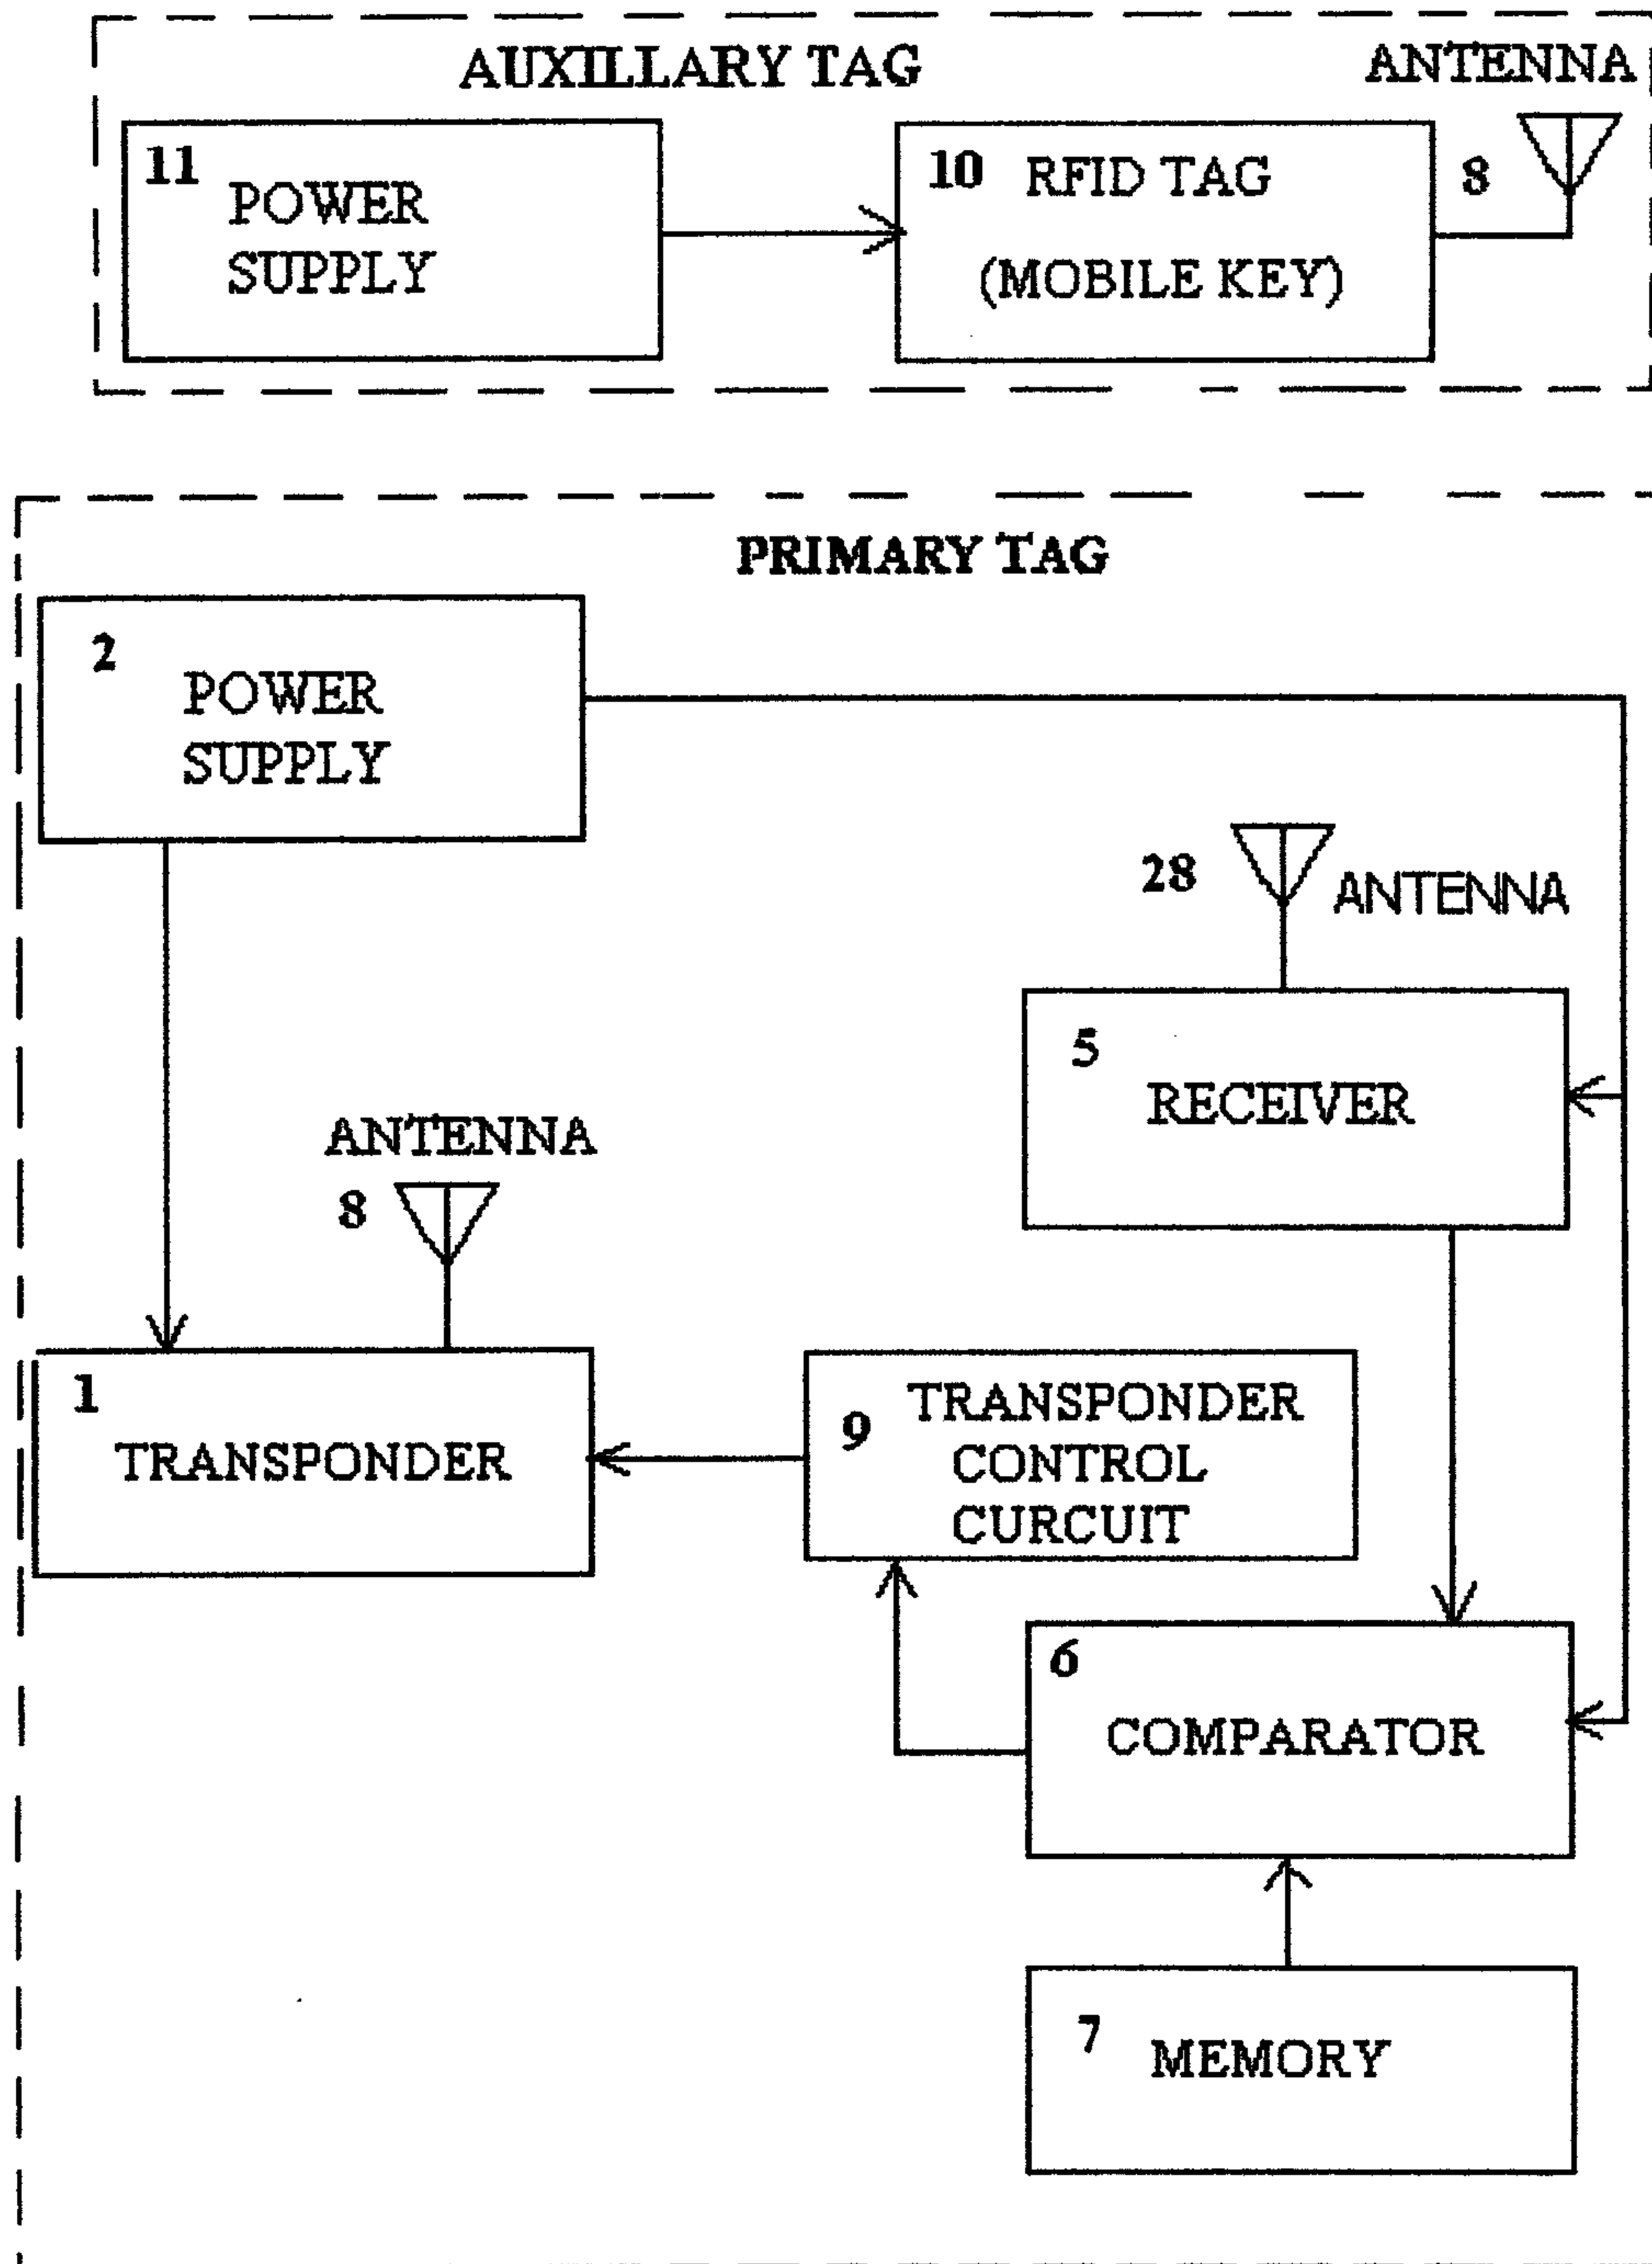 AUXILLARY TAG
ANTENNA
11
POWER
SUPPLY
10 RFID TAG
(MOBILE KEY)
8
PRIMARY TAG
2
POWER
SUPPLY
28
ANTENNA
5
RECEIVER
ANTENNA
8
1
TRANSPONDER
9
TRANSPONDER
CONTROL
CURCUIT
6
COMPARATOR
7
MEMORY